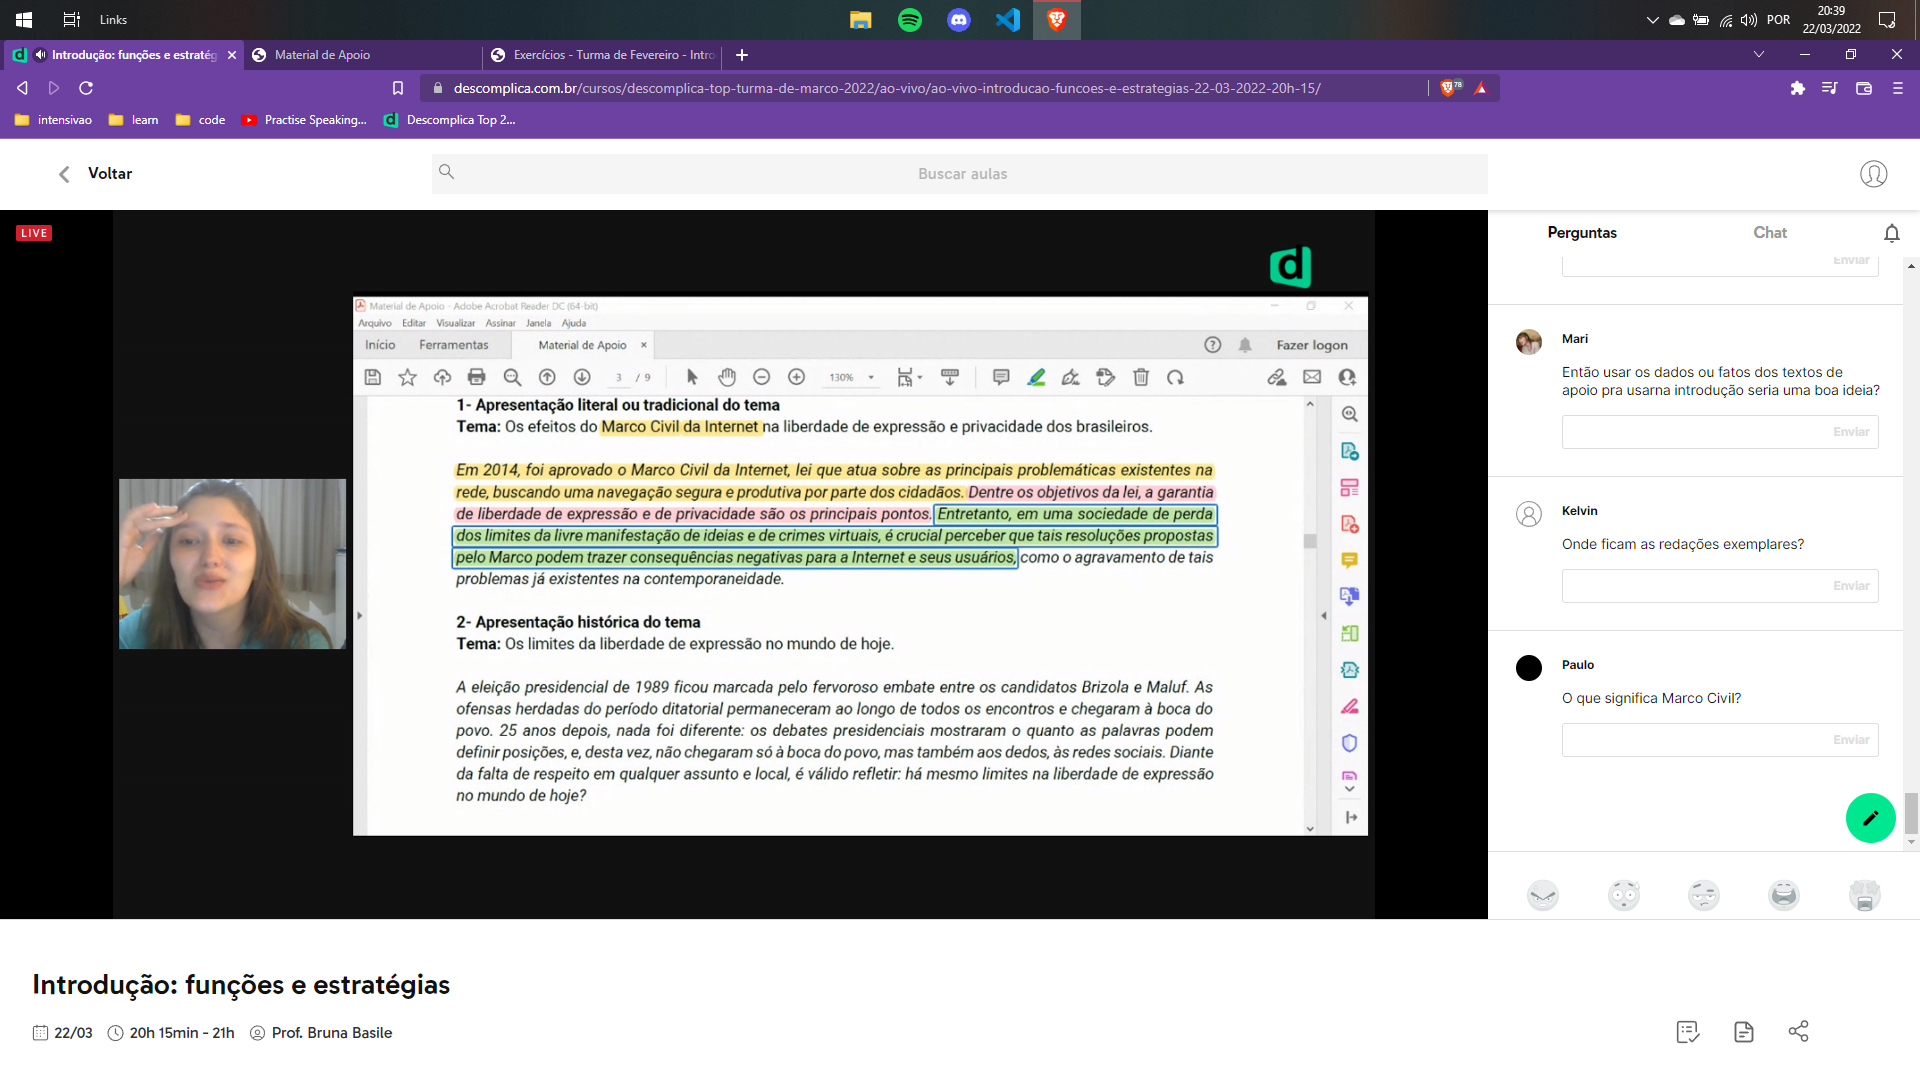 Links
POR
20:39
22/03/2022
Introdução: funções e estratég
Material de Apoio
Exercícios - Turma de Fevereiro - Intro
descomplica.com.br/cursos/descomplica-top-turma-de-marco-2022/ao-vivo/ao-vivo-introducao-funcoes-e-estrategias-22-03-2022-20h-15/
78
intensivao
learn
code
Practise Speaking...
Descomplica Top 2...
Voltar
Buscar aulas
LIVE
d
Material de Apoio - Adobe Acrobat Reader DC (64-bit)
Arquivo Editar Visualizar Assinar Janela Ajuda
Início Ferramentas Material de Apoio Fazer logon
3 / 9 130%
1- Apresentação literal ou tradicional do tema
Tema: Os efeitos do Marco Civil da Internet na liberdade de expressão e privacidade dos brasileiros.
Em 2014, foi aprovado o Marco Civil da Internet, lei que atua sobre as principais problemáticas existentes na
rede, buscando uma navegação segura e produtiva por parte dos cidadãos. Dentre os objetivos da lei, a garantia
de liberdade de expressão e de privacidade são os principais pontos. Entretanto, em uma sociedade de perda
dos limites da livre manifestação de ideias e de crimes virtuais, é crucial perceber que tais resoluções propostas
pelo Marco podem trazer consequências negativas para a Internet e seus usuários, como o agravamento de tais
problemas já existentes na contemporaneidade.
2- Apresentação histórica do tema
Tema: Os limites da liberdade de expressão no mundo de hoje.
A eleição presidencial de 1989 ficou marcada pelo fervoroso embate entre os candidatos Brizola e Maluf. As
ofensas herdadas do período ditatorial permaneceram ao longo de todos os encontros e chegaram à boca do
povo. 25 anos depois, nada foi diferente: os debates presidenciais mostraram o quanto as palavras podem
definir posições, e, desta vez, não chegaram só à boca do povo, mas também aos dedos, às redes sociais. Diante
da falta de respeito em qualquer assunto e local, é válido refletir: há mesmo limites na liberdade de expressão
no mundo de hoje?
Perguntas
Chat
Enviar
Mari
Então usar os dados ou fatos dos textos de
apoio pra usarna introdução seria uma boa ideia?
Enviar
Kelvin
Onde ficam as redações exemplares?
Enviar
Paulo
O que significa Marco Civil?
Enviar
Introdução: funções e estratégias
22/03 20h 15min - 21h Prof. Bruna Basile